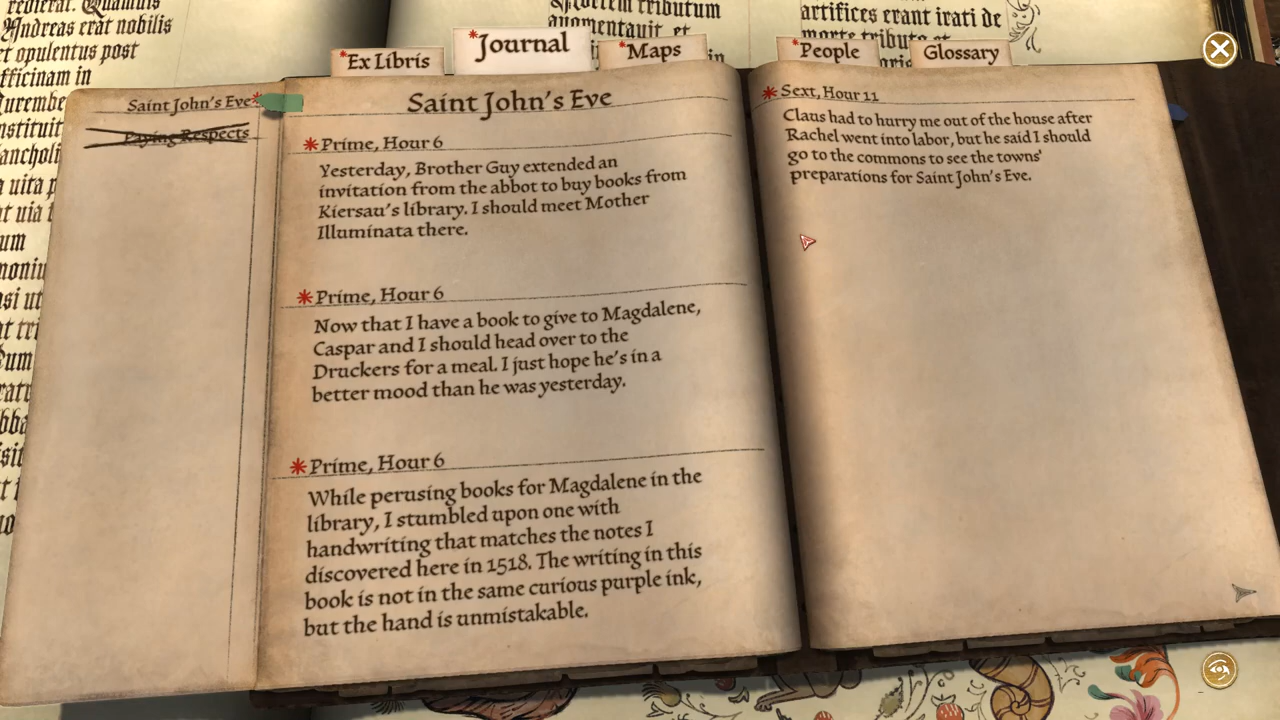 redierat. Quamuis
Andreas erat nobilis
et opulentus post
officinam in
tributum
augmentauit et
in
artifices erant irati de
morte tributo et
Ex Libris
Journal
Maps
People
Glossary
Saint John's Eve
Paying Respects
Saint John's Eve
Prime, Hour 6
Yesterday, Brother Guy extended an
invitation from the abbot to buy books from
Kiersau's library. I should meet Mother
Illuminata there.
Prime, Hour 6
Now that I have a book to give to Magdalene,
Caspar and I should head over to the
Druckers for a meal. I just hope he's in a
better mood than he was yesterday.
Prime, Hour 6
While perusing books for Magdalene in the
library, I stumbled upon one with
handwriting that matches the notes I
discovered here in 1518. The writing in this
book is not in the same curious purple ink,
but the hand is unmistakable.
Sext, Hour 11
Claus had to hurry me out of the house after
Rachel went into labor, but he said I should
go to the commons to see the towns'
preparations for Saint John's Eve.